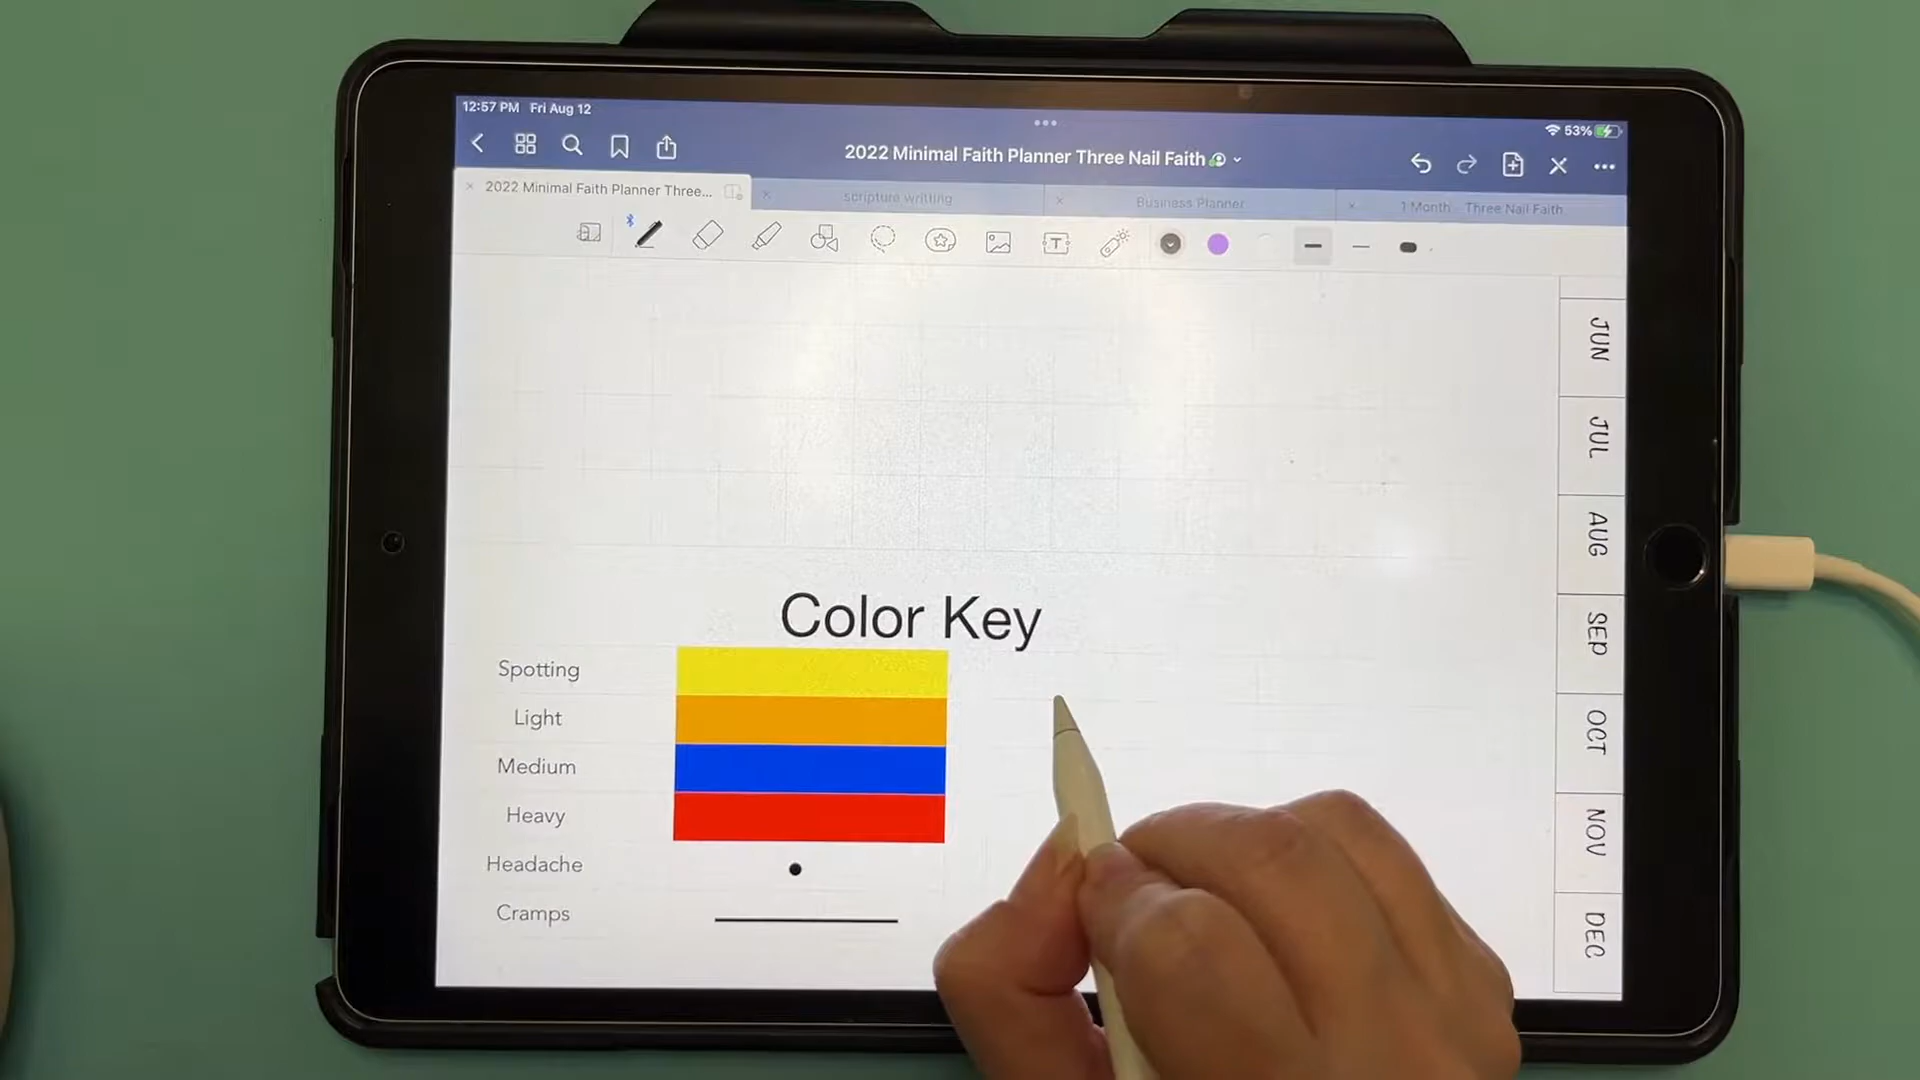 12:57 PM Fri Aug 12
53%
2022 Minimal Faith Planner Three Nail Faith
2022 Minimal Faith Planner Three...
scripture writting
Business Planner
1 Month Three Nail Faith
T
JUN
JUL
AUG
SEP
OCT
NOV
DEC
Color Key
Spotting
Light
Medium
Heavy
Headache
Cramps